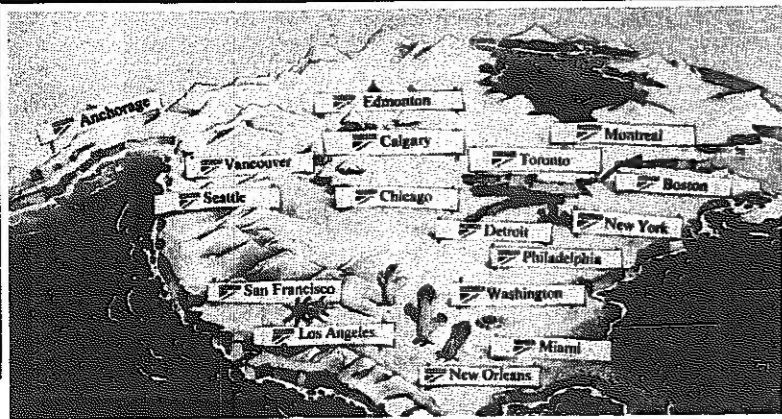 Anchorage
Edmonton
Calgary
Montreal
Vancouver
Toronto
Seattle
Chicago
Boston
Detroit
New York
Philadelphia
San Francisco
Washington
Los Angeles
Miami
New Orleans